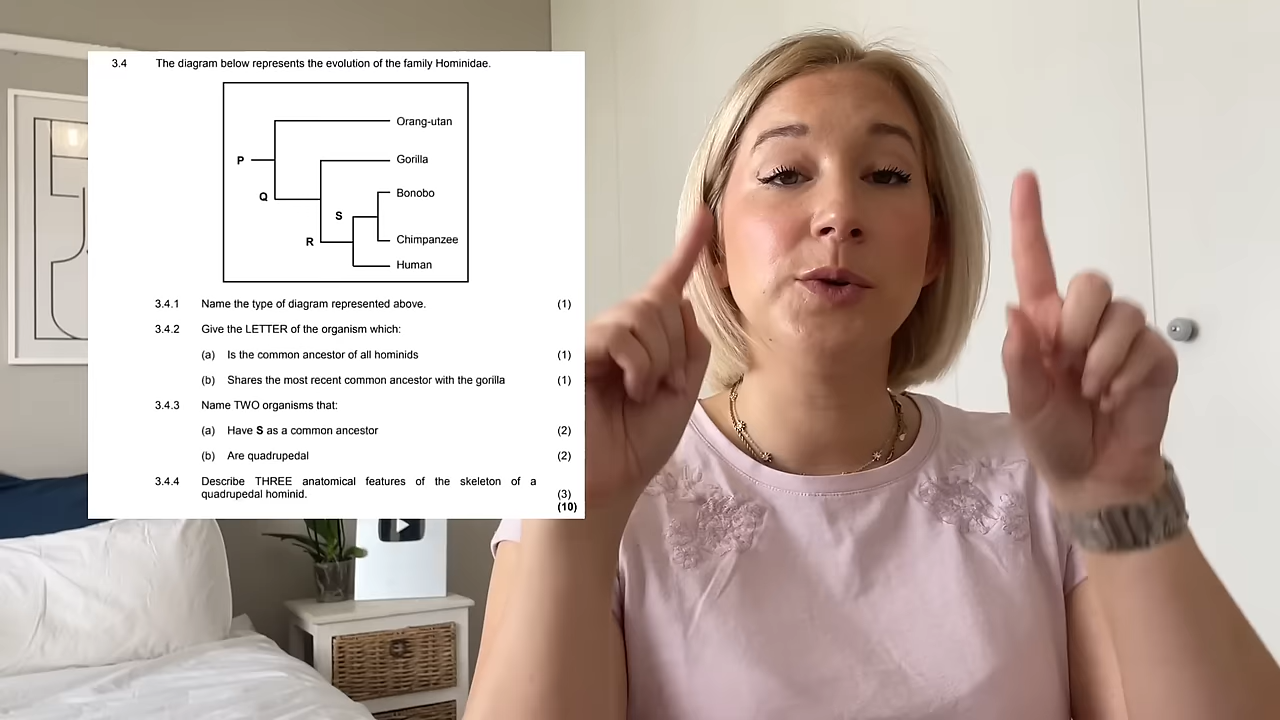 3.4 The diagram below represents the evolution of the family Hominidae.
Orang-utan
P
Gorilla
Q
Bonobo
S
R
Chimpanzee
Human
3.4.1 Name the type of diagram represented above. (1)
3.4.2 Give the LETTER of the organism which:
(a) Is the common ancestor of all hominids (1)
(b) Shares the most recent common ancestor with the gorilla (1)
3.4.3 Name TWO organisms that:
(a) Have S as a common ancestor (2)
(b) Are quadrupedal (2)
3.4.4 Describe THREE anatomical features of the skeleton of a
quadrupedal hominid. (3)
(10)